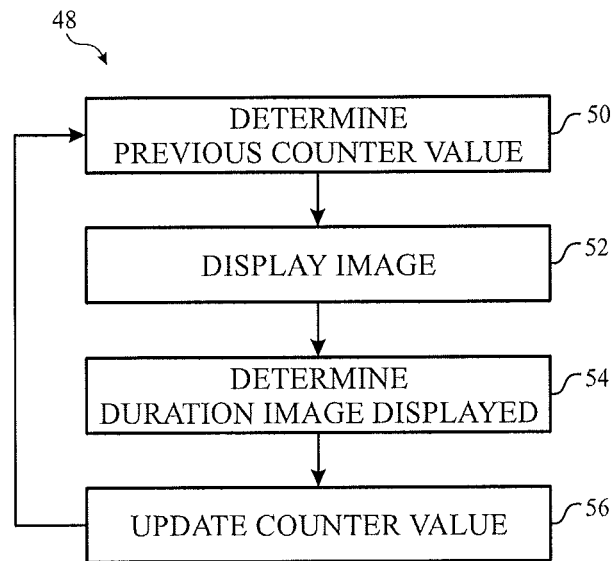 48
DETERMINE
PREVIOUS COUNTER VALUE
50
DISPLAY IMAGE
52
DETERMINE
DURATION IMAGE DISPLAYED
54
UPDATE COUNTER VALUE
56